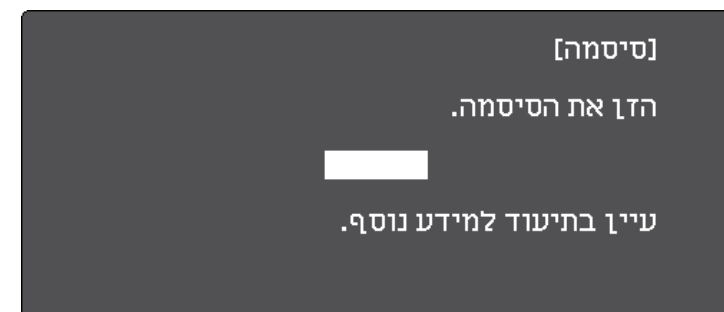 [סיסמה]
הזן את הסיסמה.
עיין בתיעוד למידע נוסף.